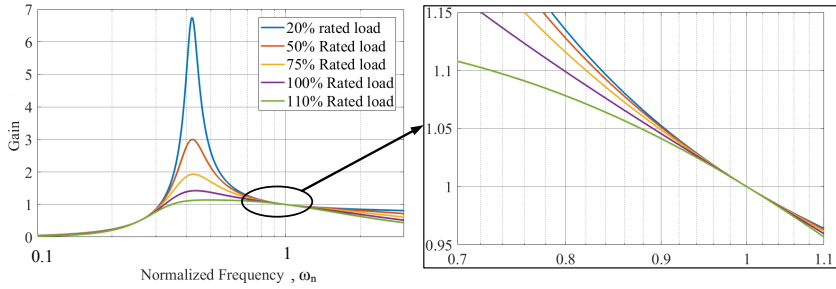 7
6
5
4
3
2
1
0
Gain
20% rated load
50% Rated load
75% Rated load
100% Rated load
110% Rated load
0.1
1
Normalized Frequency , ωn
1.15
1.1
1.05
1
0.95
0.7
0.8
0.9
1
1.1